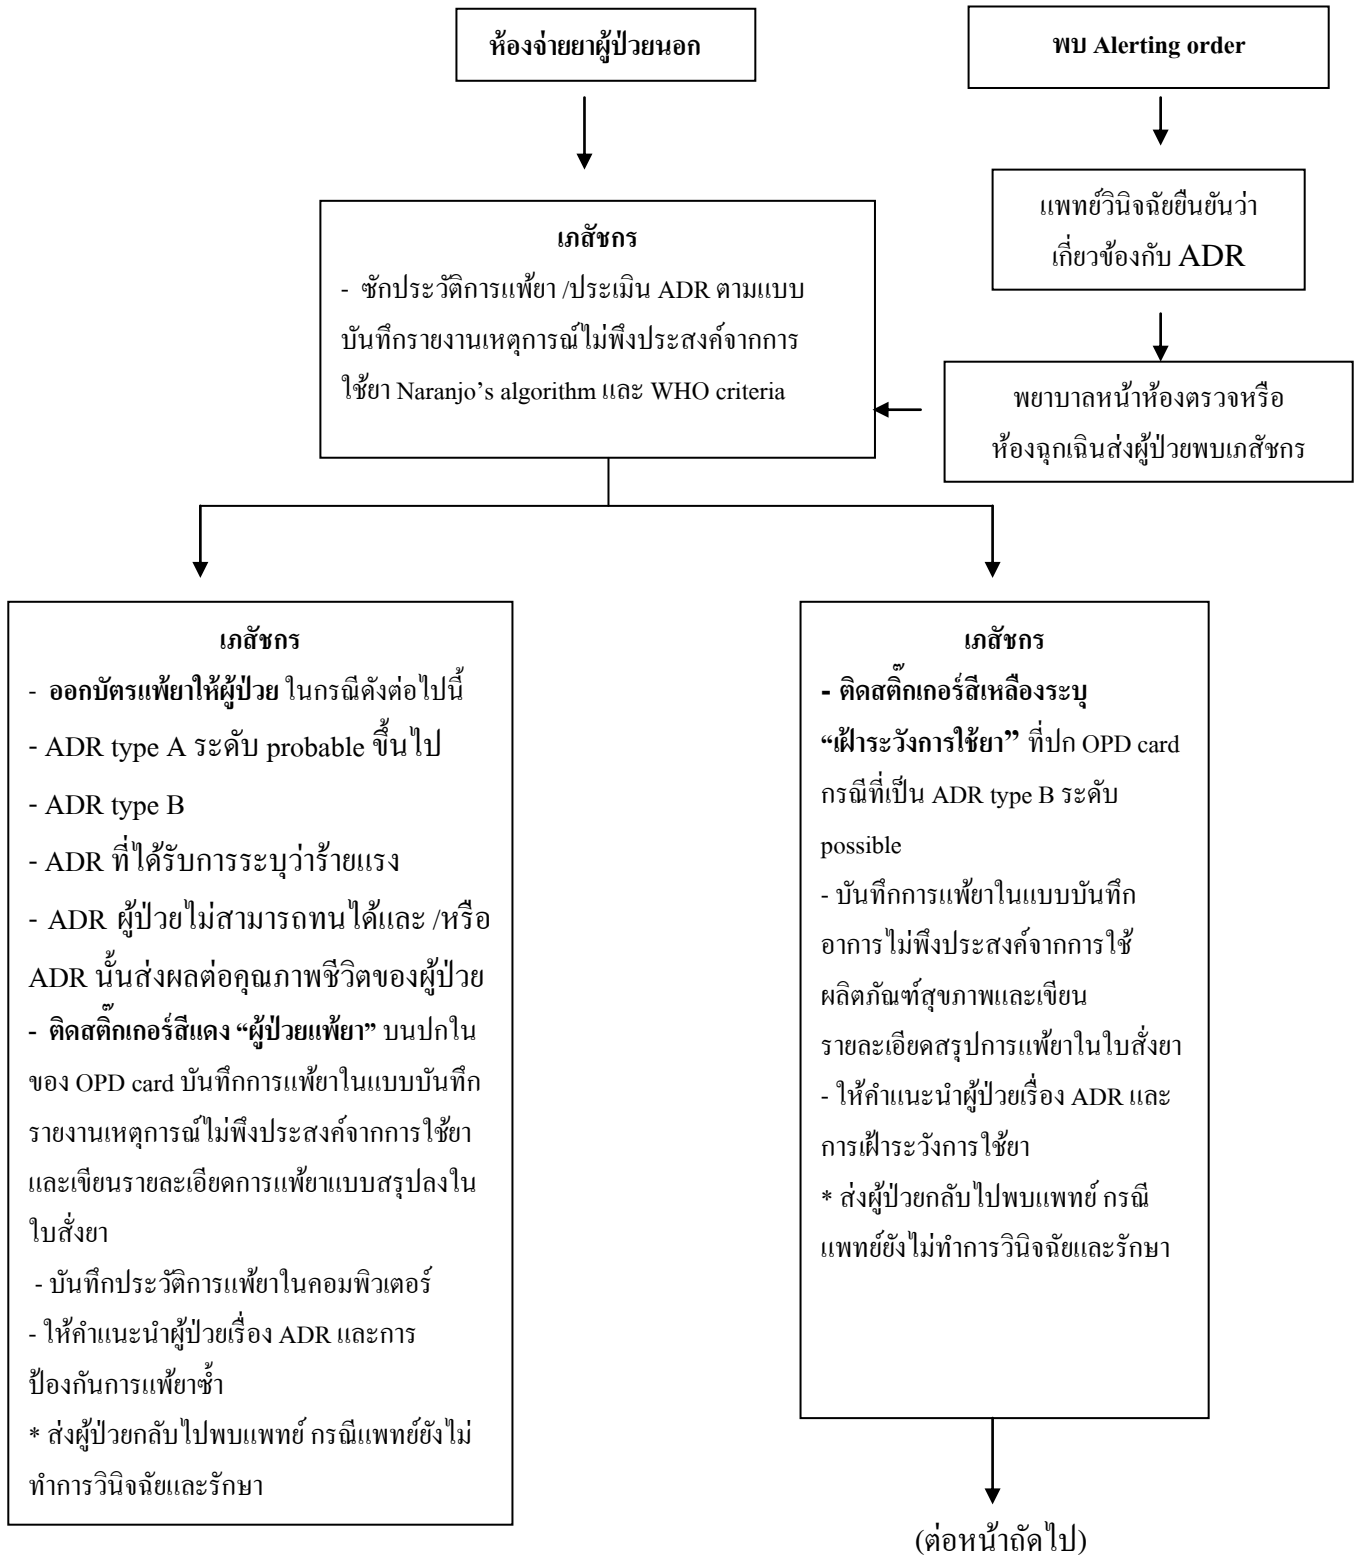 ห้องจ่ายยาผู้ป่วยนอก
พบ Alerting order
แพทย์วินิจฉัยยืนยันว่า
เกี่ยวข้องกับ ADR
เภสัชกร
- ซักประวัติการแพ้ยา /ประเมิน ADR ตามแบบ
บันทึกรายงานเหตุการณ์ไม่พึงประสงค์จากการ
ใช้ยา Naranjo’s algorithm และ WHO criteria
พยาบาลหน้าห้องตรวจหรือ
ห้องฉุกเฉินส่งผู้ป่วยพบเภสัชกร
เภสัชกร
- ออกบัตรแพ้ยาให้ผู้ป่วย ในกรณีดังต่อไปนี้
- ADR type A ระดับ probable ขึ้นไป
- ADR type B
- ADR ที่ได้รับการระบุว่าร้ายแรง
- ADR ผู้ป่วยไม่สามารถทนได้และ /หรือ
ADR นั้นส่งผลต่อคุณภาพชีวิตของผู้ป่วย
- ติดสติ๊กเกอร์สีแดง “ผู้ป่วยแพ้ยา” บนปกใน
ของ OPD card บันทึกการแพ้ยาในแบบบันทึก
รายงานเหตุการณ์ไม่พึงประสงค์จากการใช้ยา
และเขียนรายละเอียดการแพ้ยาแบบสรุปลงใน
ใบสั่งยา
- บันทึกประวัติการแพ้ยาในคอมพิวเตอร์
- ให้คำแนะนำผู้ป่วยเรื่อง ADR และการ
ป้องกันการแพ้ยาซ้ำ
* ส่งผู้ป่วยกลับไปพบแพทย์ กรณีแพทย์ยังไม่
ทำการวินิจฉัยและรักษา
เภสัชกร
- ติดสติ๊กเกอร์สีเหลืองระบุ
“เฝ้าระวังการใช้ยา” ที่ปก OPD card
กรณีที่เป็น ADR type B ระดับ
possible
- บันทึกการแพ้ยาในแบบบันทึก
อาการไม่พึงประสงค์จากการใช้
ผลิตภัณฑ์สุขภาพและเขียน
รายละเอียดสรุปการแพ้ยาในใบสั่งยา
- ให้คำแนะนำผู้ป่วยเรื่อง ADR และ
การเฝ้าระวังการใช้ยา
* ส่งผู้ป่วยกลับไปพบแพทย์ กรณี
แพทย์ยังไม่ทำการวินิจฉัยและรักษา
(ต่อหน้าถัดไป)